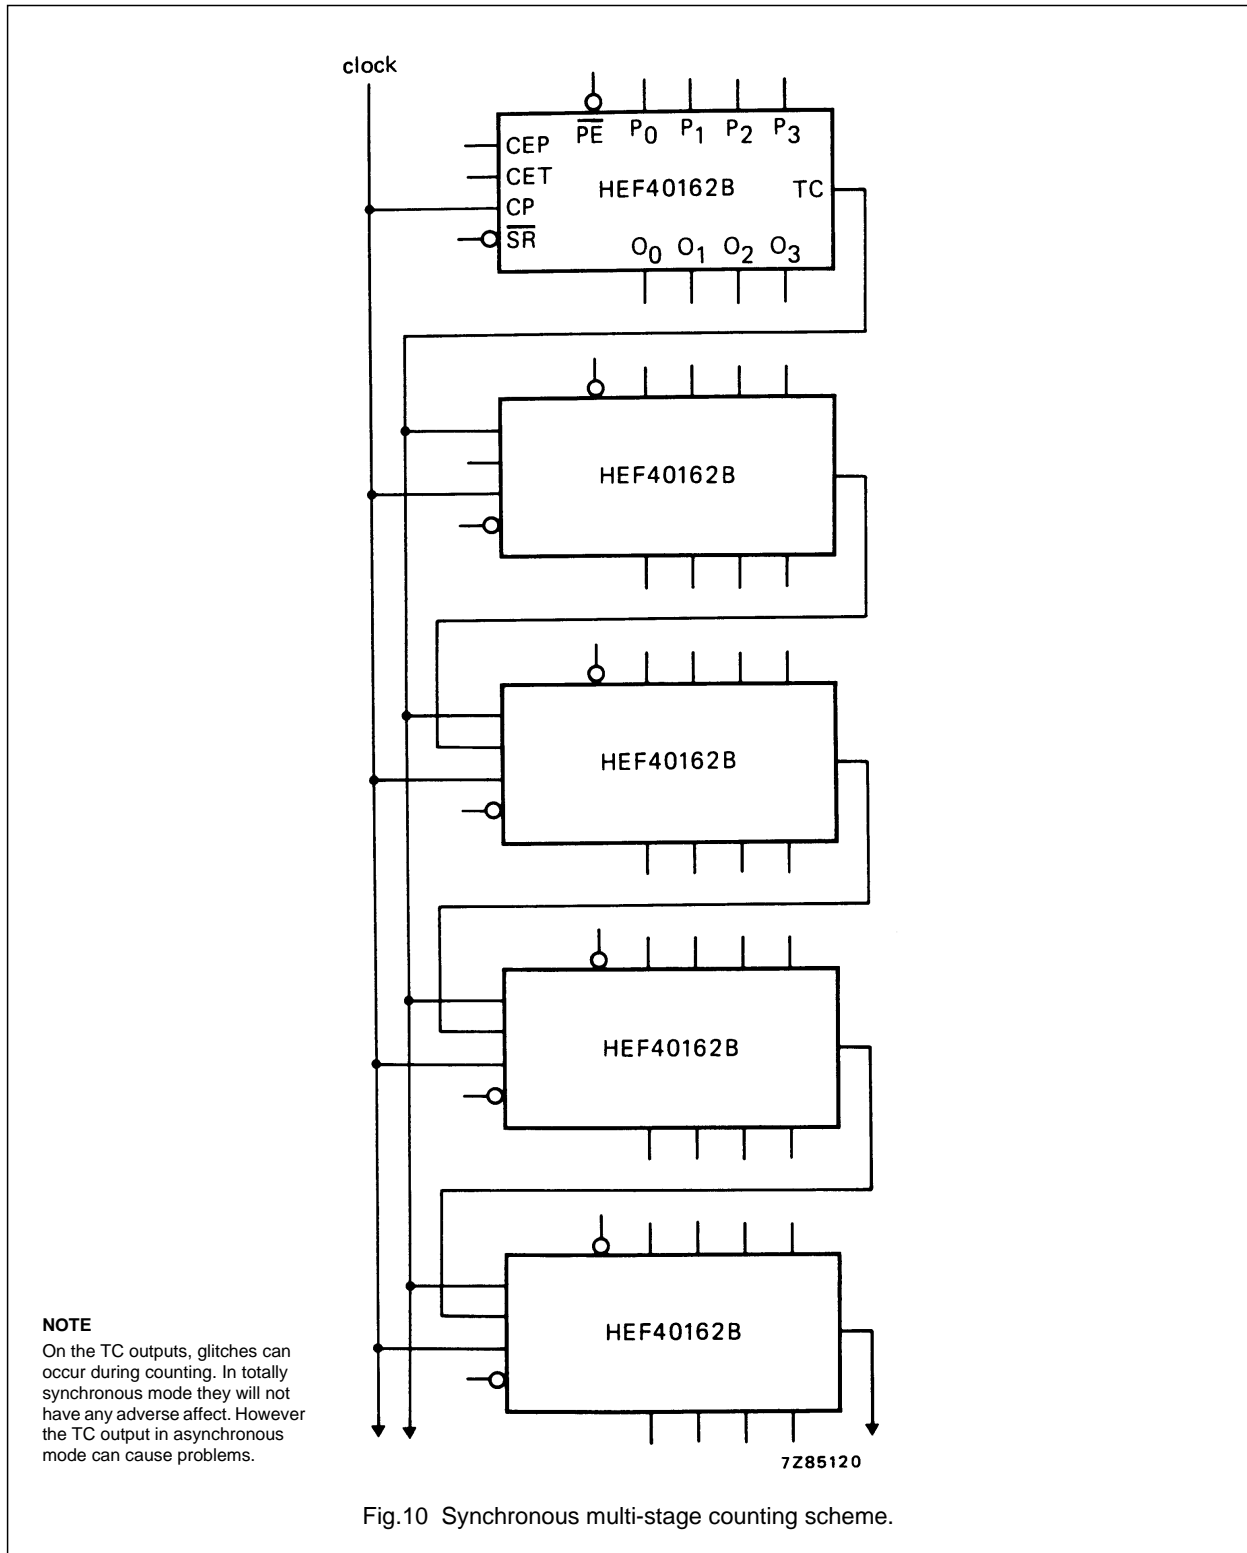 clock
PE P0 P1 P2 P3
CEP
CET
HEF40162B
TC
CP
SR
O0 O1 O2 O3
HEF40162B
HEF40162B
HEF40162B
HEF40162B
NOTE
On the TC outputs, glitches can
occur during counting. In totally
synchronous mode they will not
have any adverse affect. However
the TC output in asynchronous
mode can cause problems.
7Z85120
Fig.10 Synchronous multi-stage counting scheme.